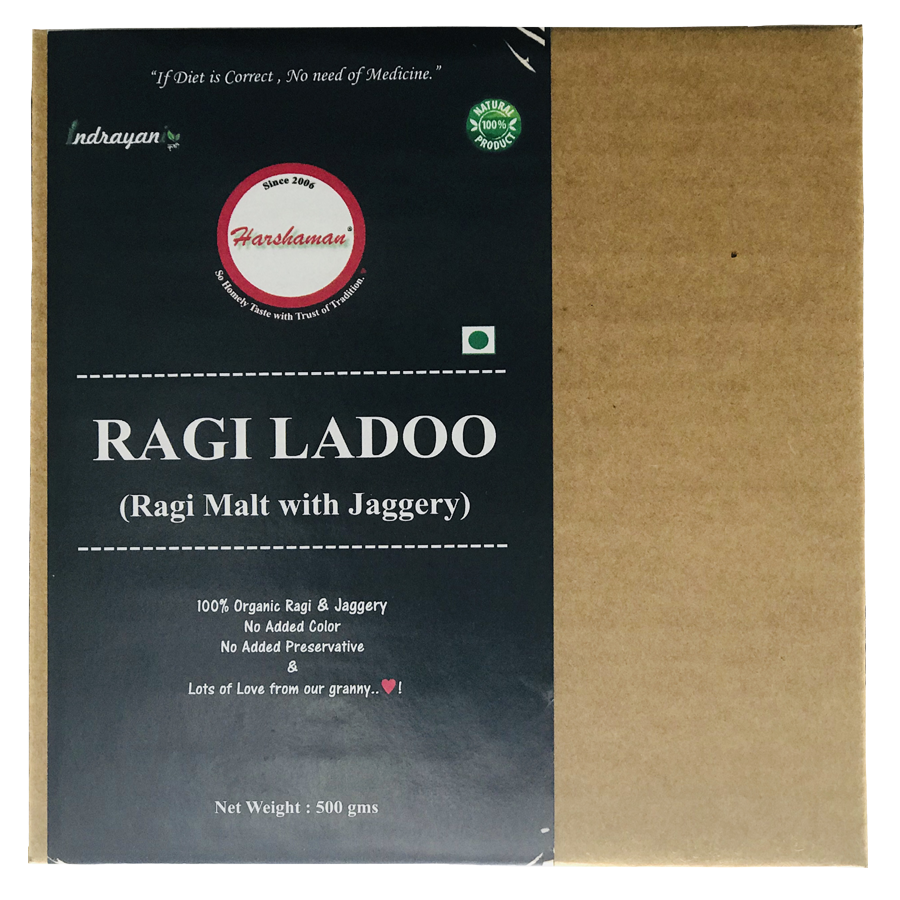 “If Diet is Correct , No need of Medicine.”
Indrayani
NATURAL
100%
PRODUCT
Since 2006
Harshaman®
So Homely Taste with Trust of Tradition.
RAGI LADOO
(Ragi Malt with Jaggery)
100% Organic Ragi & Jaggery
No Added Color
No Added Preservative
&
Lots of Love from our granny..♥!
Net Weight : 500 gms